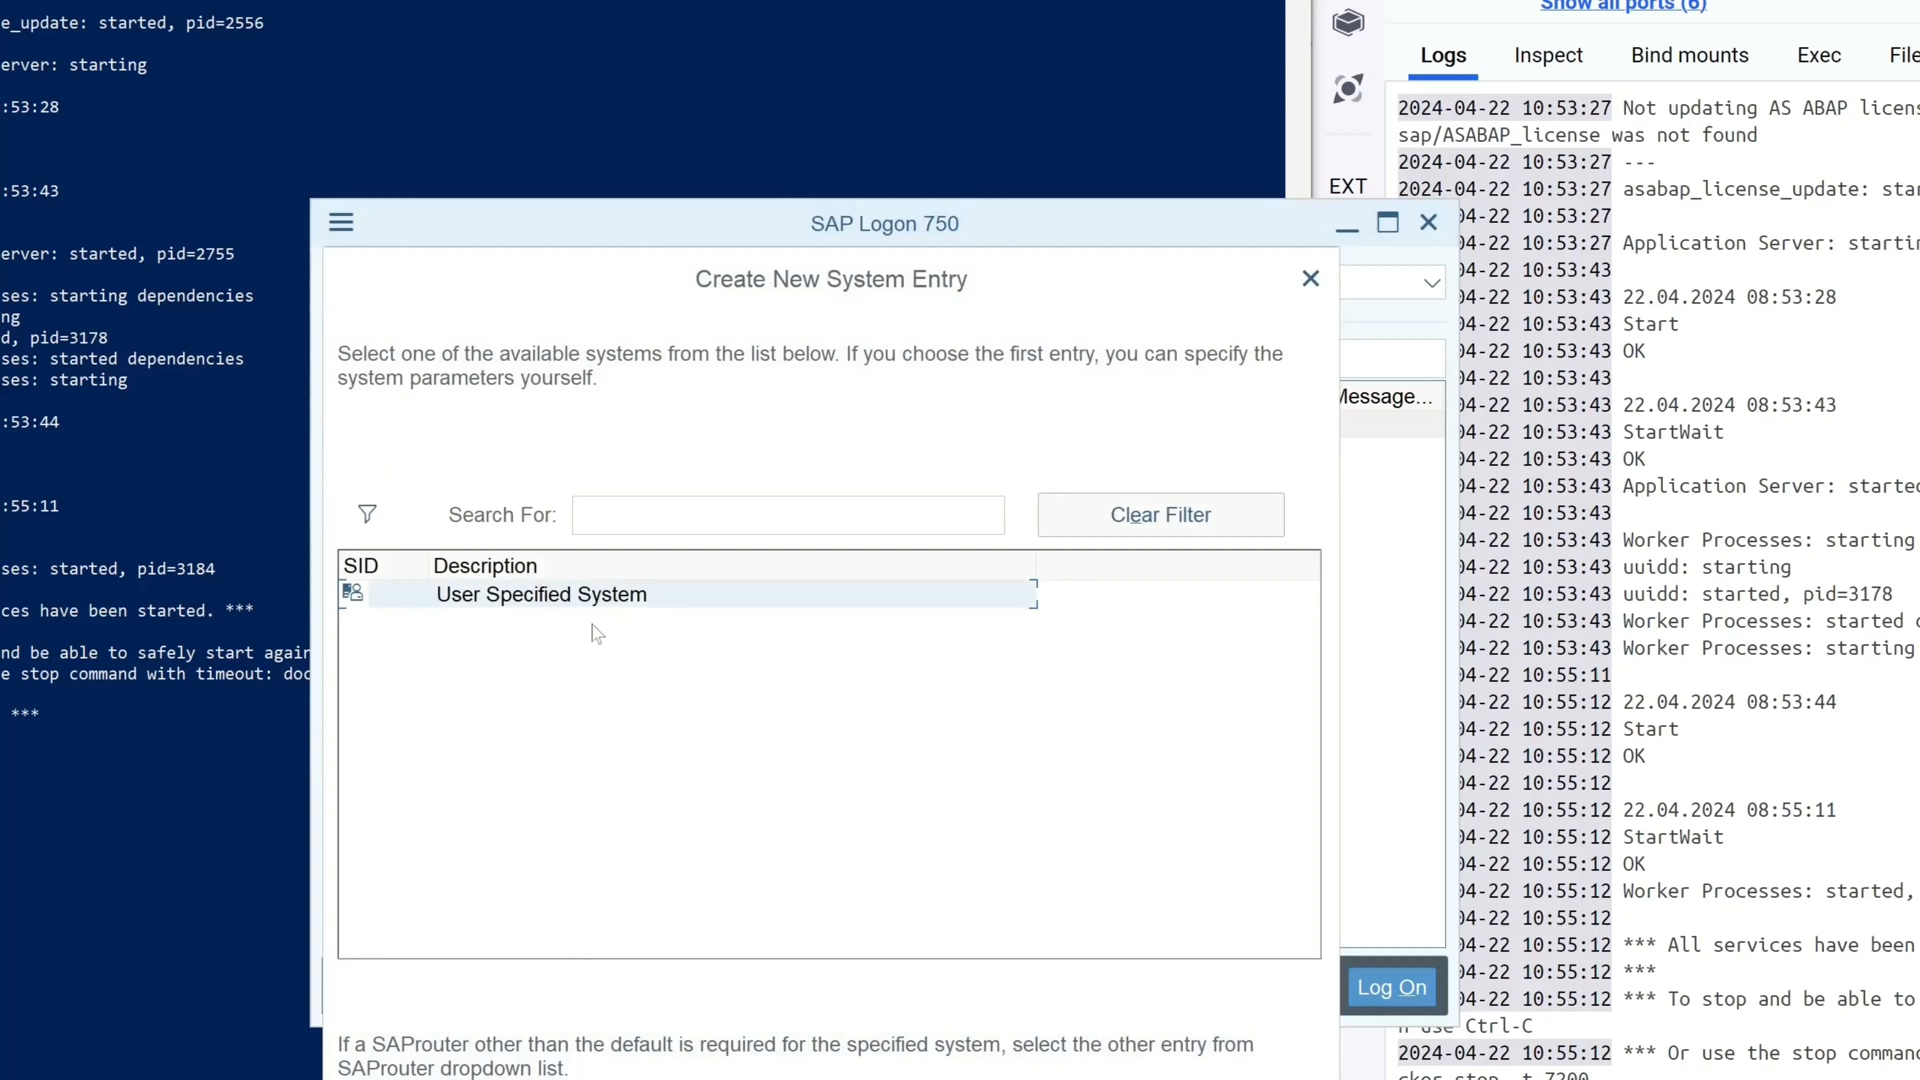 e_update: started, pid=2556
erver: starting
:53:28
:53:43
erver: started, pid=2755
ses: starting dependencies
ng
d, pid=3178
ses: started dependencies
ses: starting
:53:44
:55:11
ses: started, pid=3184
ces have been started. ***
nd be able to safely start again
e stop command with timeout: doc
***
SAP Logon 750
Create New System Entry
Select one of the available systems from the list below. If you choose the first entry, you can specify the
system parameters yourself.
Search For:
Clear Filter
SID Description
User Specified System
If a SAProuter other than the default is required for the specified system, select the other entry from
SAProuter dropdown list.
Message...
Log On
EXT
Show all ports (6)
Logs Inspect Bind mounts Exec File
2024-04-22 10:53:27 Not updating AS ABAP licens
sap/ASABAP_license was not found
2024-04-22 10:53:27 ---
2024-04-22 10:53:27 asabap_license_update: star
04-22 10:53:27
04-22 10:53:27 Application Server: startin
04-22 10:53:43
04-22 10:53:43 22.04.2024 08:53:28
04-22 10:53:43 Start
04-22 10:53:43 OK
04-22 10:53:43
04-22 10:53:43 22.04.2024 08:53:43
04-22 10:53:43 StartWait
04-22 10:53:43 OK
04-22 10:53:43 Application Server: started
04-22 10:53:43
04-22 10:53:43 Worker Processes: starting
04-22 10:53:43 uuidd: starting
04-22 10:53:43 uuidd: started, pid=3178
04-22 10:53:43 Worker Processes: started
04-22 10:53:43 Worker Processes: starting
04-22 10:55:11
04-22 10:55:12 22.04.2024 08:53:44
04-22 10:55:12 Start
04-22 10:55:12 OK
04-22 10:55:12
04-22 10:55:12 22.04.2024 08:55:11
04-22 10:55:12 StartWait
04-22 10:55:12 OK
04-22 10:55:12 Worker Processes: started,
04-22 10:55:12
04-22 10:55:12 *** All services have been
04-22 10:55:12 ***
04-22 10:55:12 *** To stop and be able to
n use Ctrl-C
2024-04-22 10:55:12 *** Or use the stop comman
cker stop -t 7200